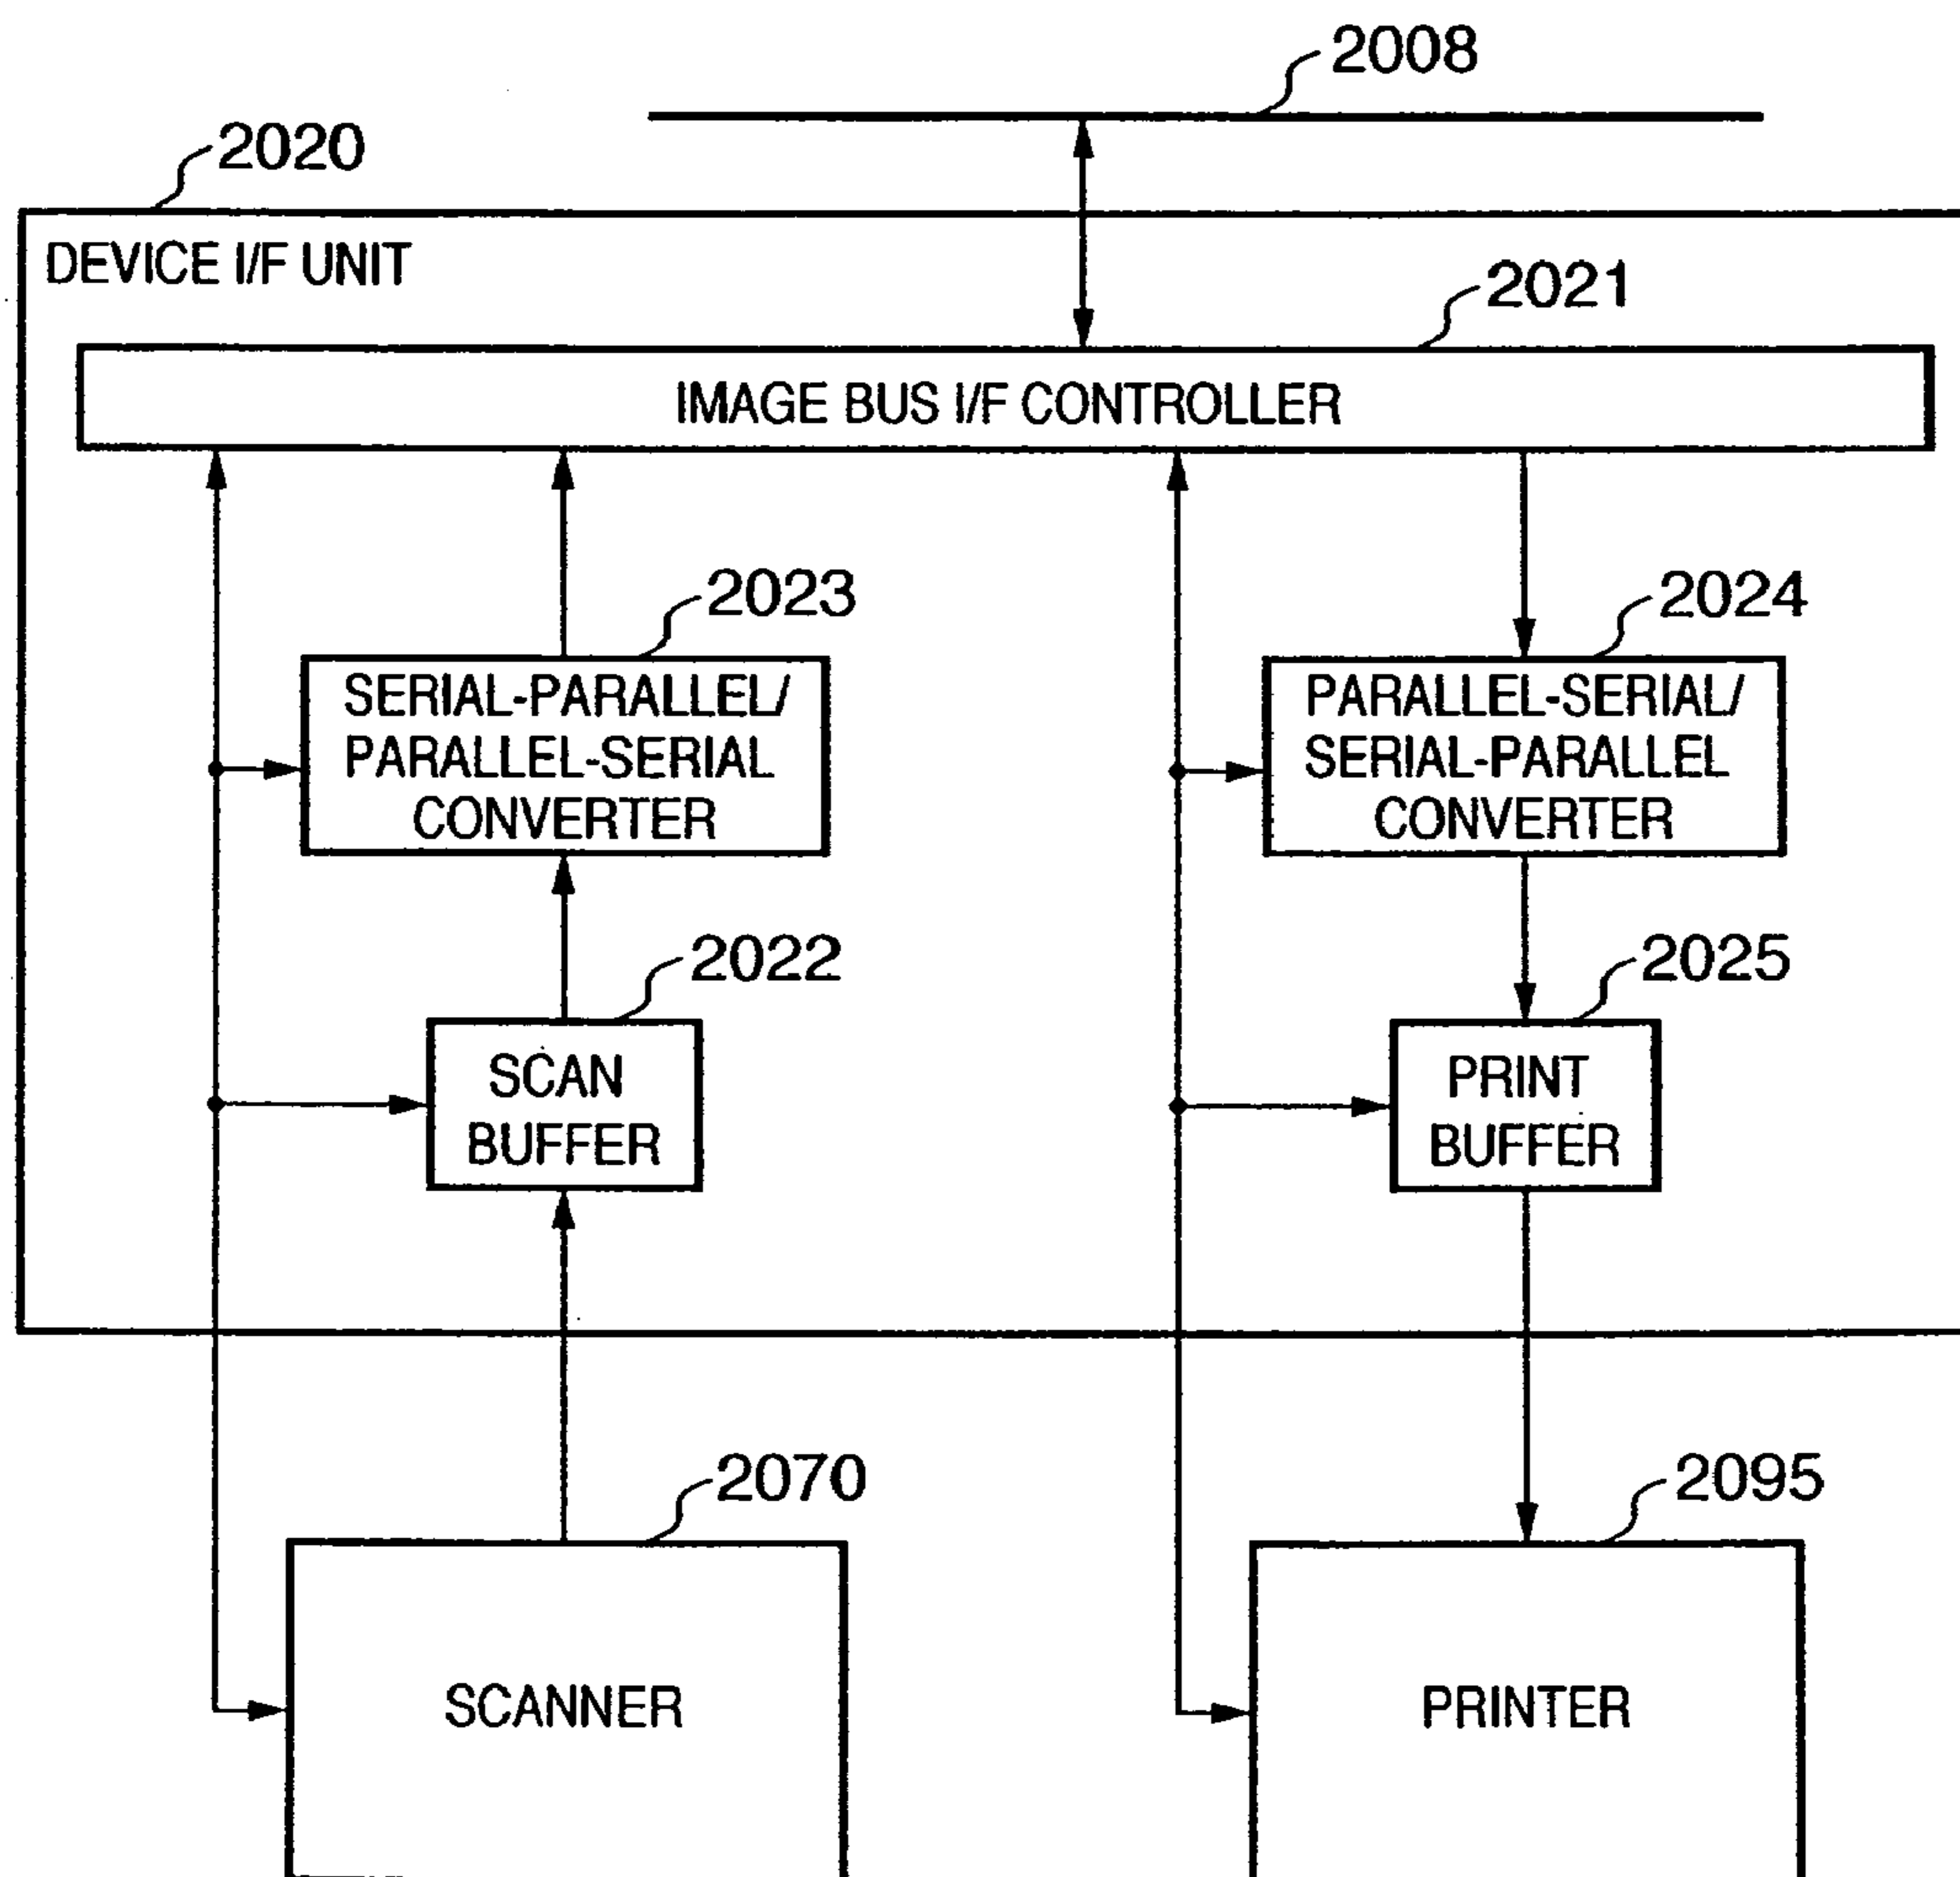 2008
2020
DEVICE I/F UNIT
2021
IMAGE BUS I/F CONTROLLER
2023
SERIAL-PARALLEL/
PARALLEL-SERIAL
CONVERTER
2024
PARALLEL-SERIAL/
SERIAL-PARALLEL
CONVERTER
2022
SCAN
BUFFER
2025
PRINT
BUFFER
2070
SCANNER
2095
PRINTER